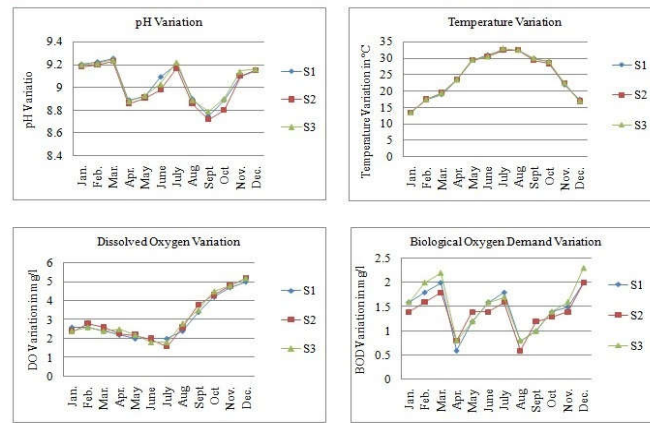 pH Variation
pH Variatio
9.4
9.2
9
8.8
8.6
8.4
Jan.
Feb.
Mar.
Apr.
May
June
July
Aug
Sept
Oct
Nov.
Dec.
S1
S2
S3
Temperature Variation
Temperature Variation in °C
35
30
25
20
15
10
5
0
Jan.
Feb.
Mar.
Apr.
May
June
July
Aug.
Sept
Oct
Nov.
Dec.
S1
S2
S3
Dissolved Oxygen Variation
DO Variation in mg/l
6
5
4
3
2
1
0
Jan.
Feb.
Mar.
Apr.
May
June
July
Aug
Sept
Oct.
Nov.
Dec.
S1
S2
S3
Biological Oxygen Demand Variation
BOD Variation in mg/l
2.5
2
1.5
1
0.5
0
Jan.
Feb.
Mar.
Apr.
May
June
July
Aug
Sept
Oct
Nov.
Dec.
S1
S2
S3